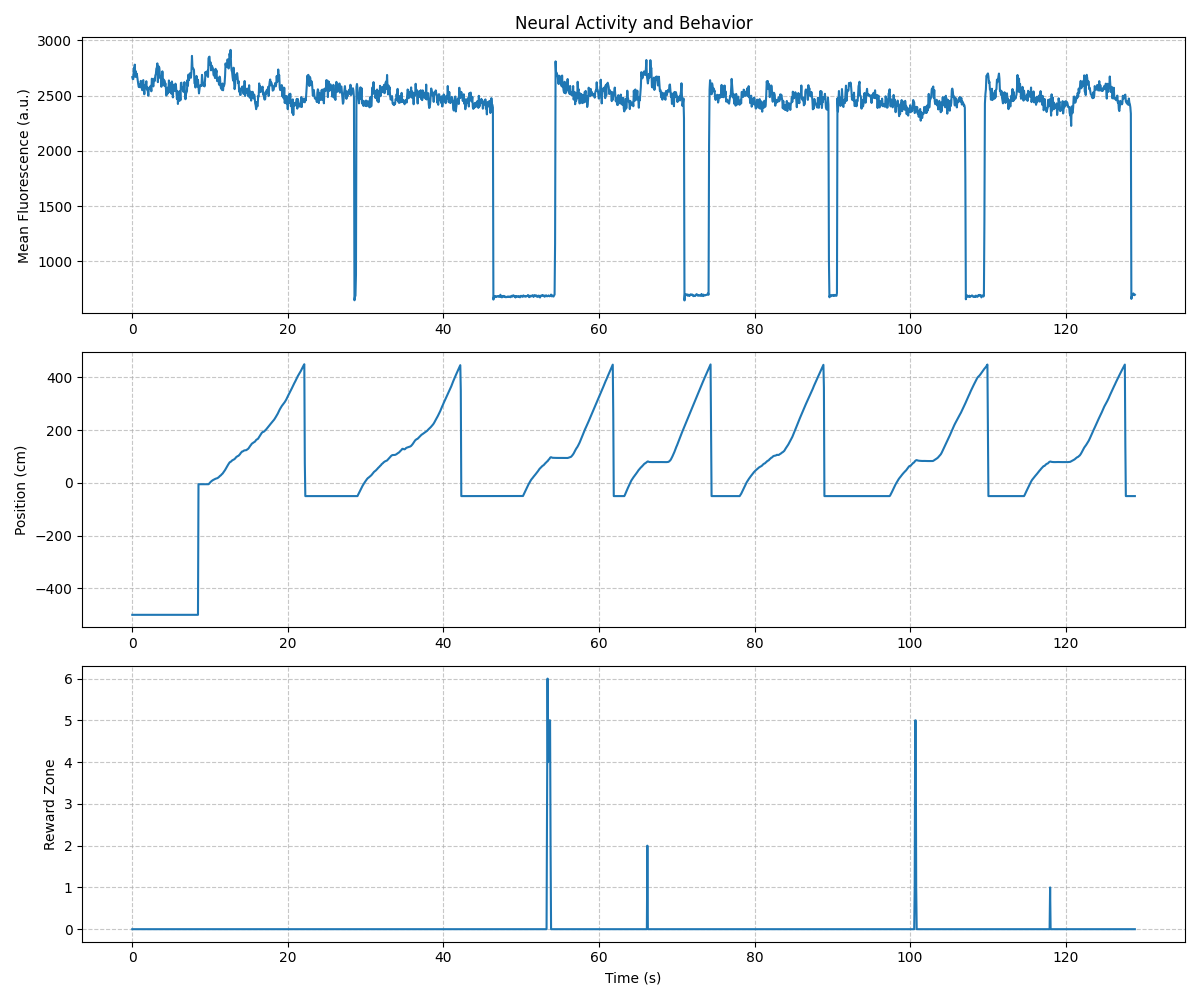 Neural Activity and Behavior
Mean Fluorescence (a.u.)
3000
2500
2000
1500
1000
0 20 40 60 80 100 120
Position (cm)
400
200
0
−200
−400
0 20 40 60 80 100 120
Reward Zone
6
5
4
3
2
1
0
0 20 40 60 80 100 120
Time (s)